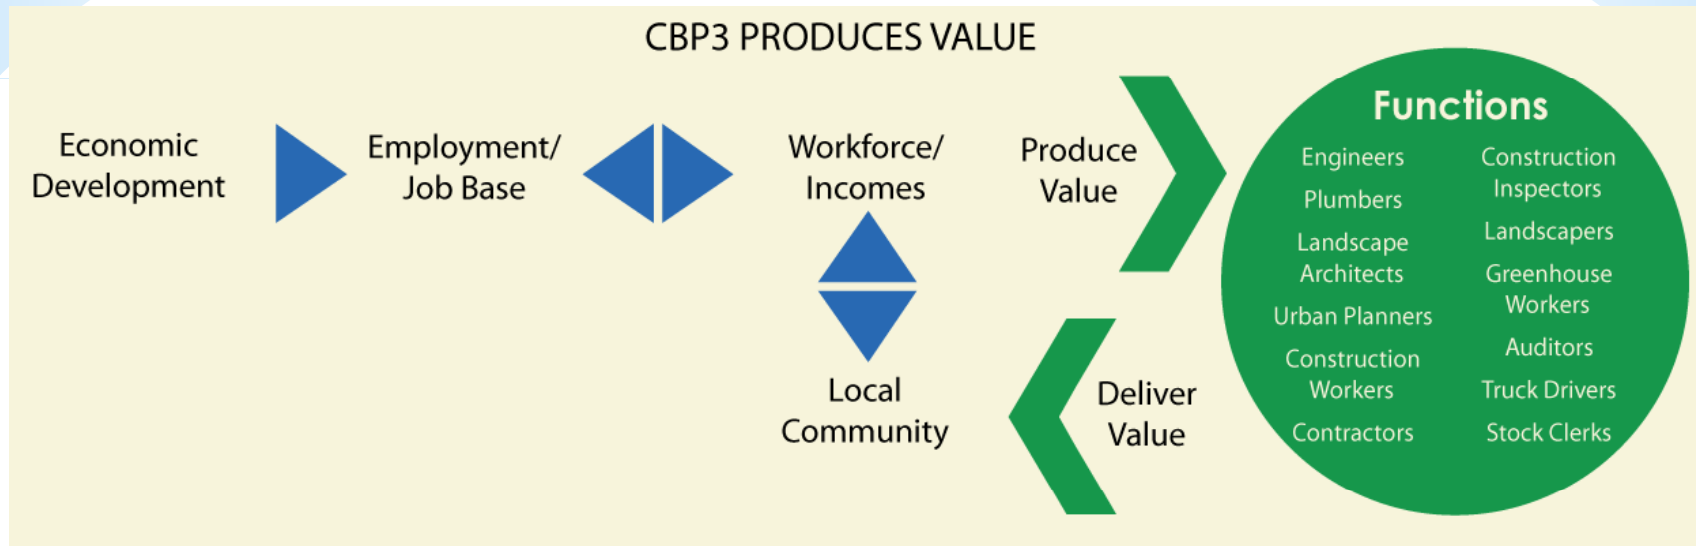 CBP3 PRODUCES VALUE
Economic
Development
Employment/
Job Base
Workforce/
Incomes
Local
Community
Produce
Value
Deliver
Value
Functions
Engineers
Plumbers
Landscape
Architects
Urban Planners
Construction
Workers
Contractors
Construction
Inspectors
Landscapers
Greenhouse
Workers
Auditors
Truck Drivers
Stock Clerks